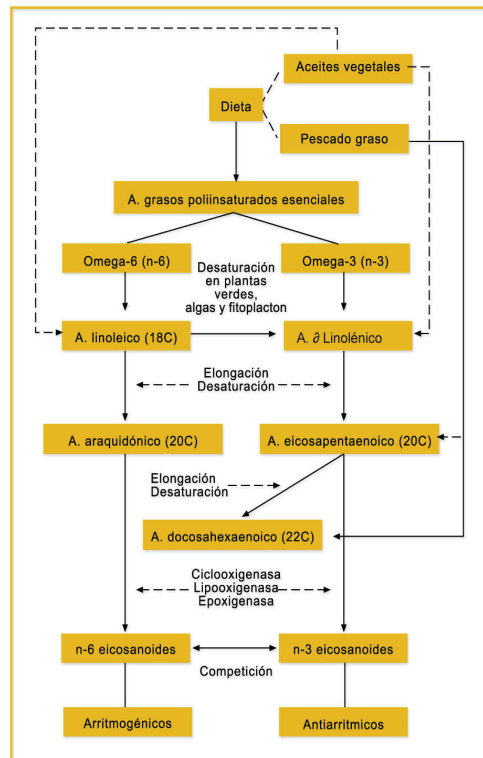 Aceites vegetales
Dieta
Pescado graso
A. grasos poliinsaturados esenciales
Omega-6 (n-6)
Omega-3 (n-3)
Desaturación
en plantas
verdes,
algas y fitoplacton
A. linoleico (18C)
A. ∂ Linolénico
Elongación
Desaturación
A. araquidónico (20C)
A. eicosapentaenoico (20C)
Elongación
Desaturación
A. docosahexaenoico (22C)
Ciclooxigenasa
Lipooxigenasa
Epoxigenasa
n-6 eicosanoides
n-3 eicosanoides
Competición
Arritmogénicos
Antiarritmicos